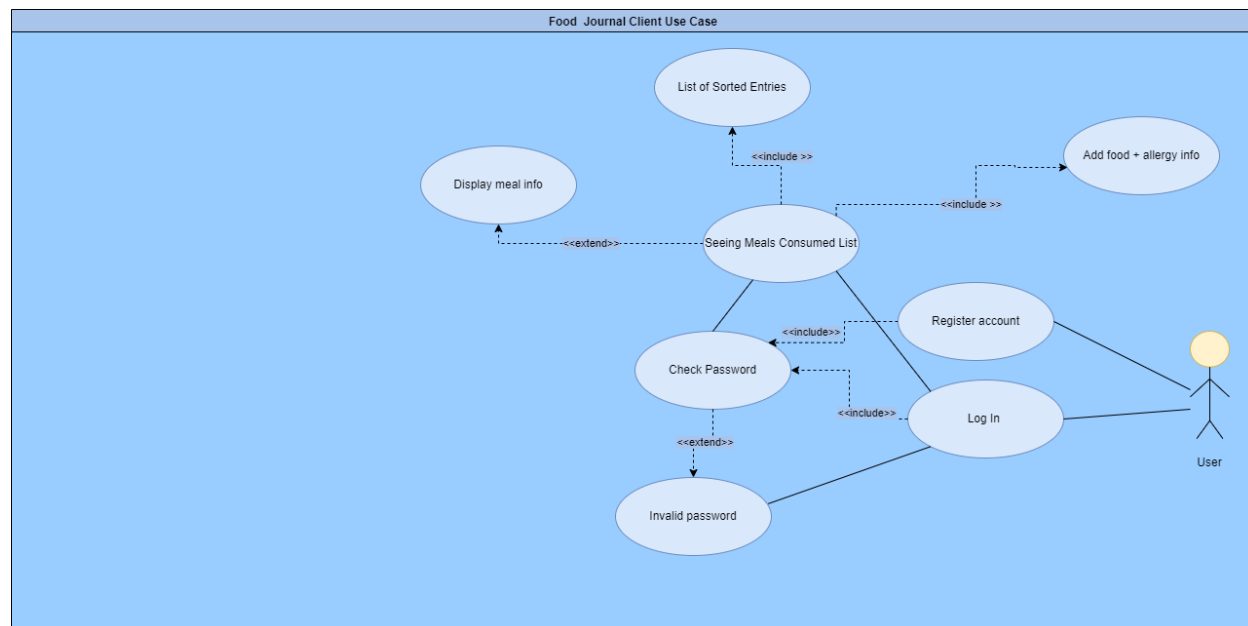 Food Journal Client Use Case
List of Sorted Entries
<<include >>
Add food + allergy info
Display meal info
<<include >>
<<extend>>
Seeing Meals Consumed List
Register account
<<include>>
Check Password
<<include>>
Log In
<<extend>>
User
Invalid password